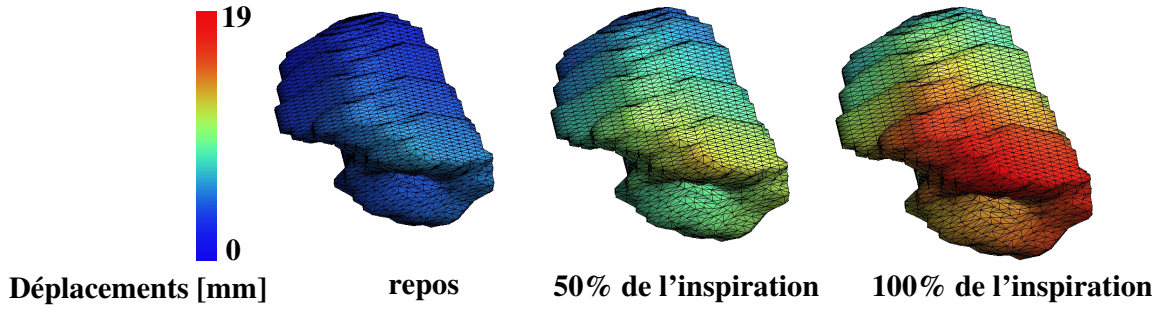 19
0
Déplacements [mm]
repos
50% de l'inspiration
100% de l'inspiration